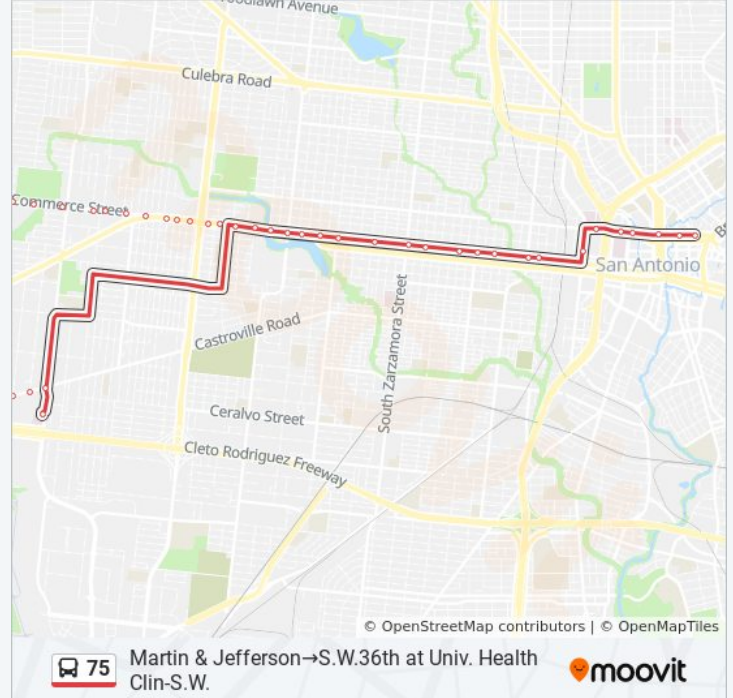 oodlawn Avenue
Culebra Road
Commerce Street
San Antonio
South Zarzamora Street
Castroville Road
Ceralvo Street
Cleto Rodriguez Freeway
© OpenStreetMap contributors | © OpenMapTiles
75
Martin & Jefferson→S.W.36th at Univ. Health
Clin-S.W.
moovit